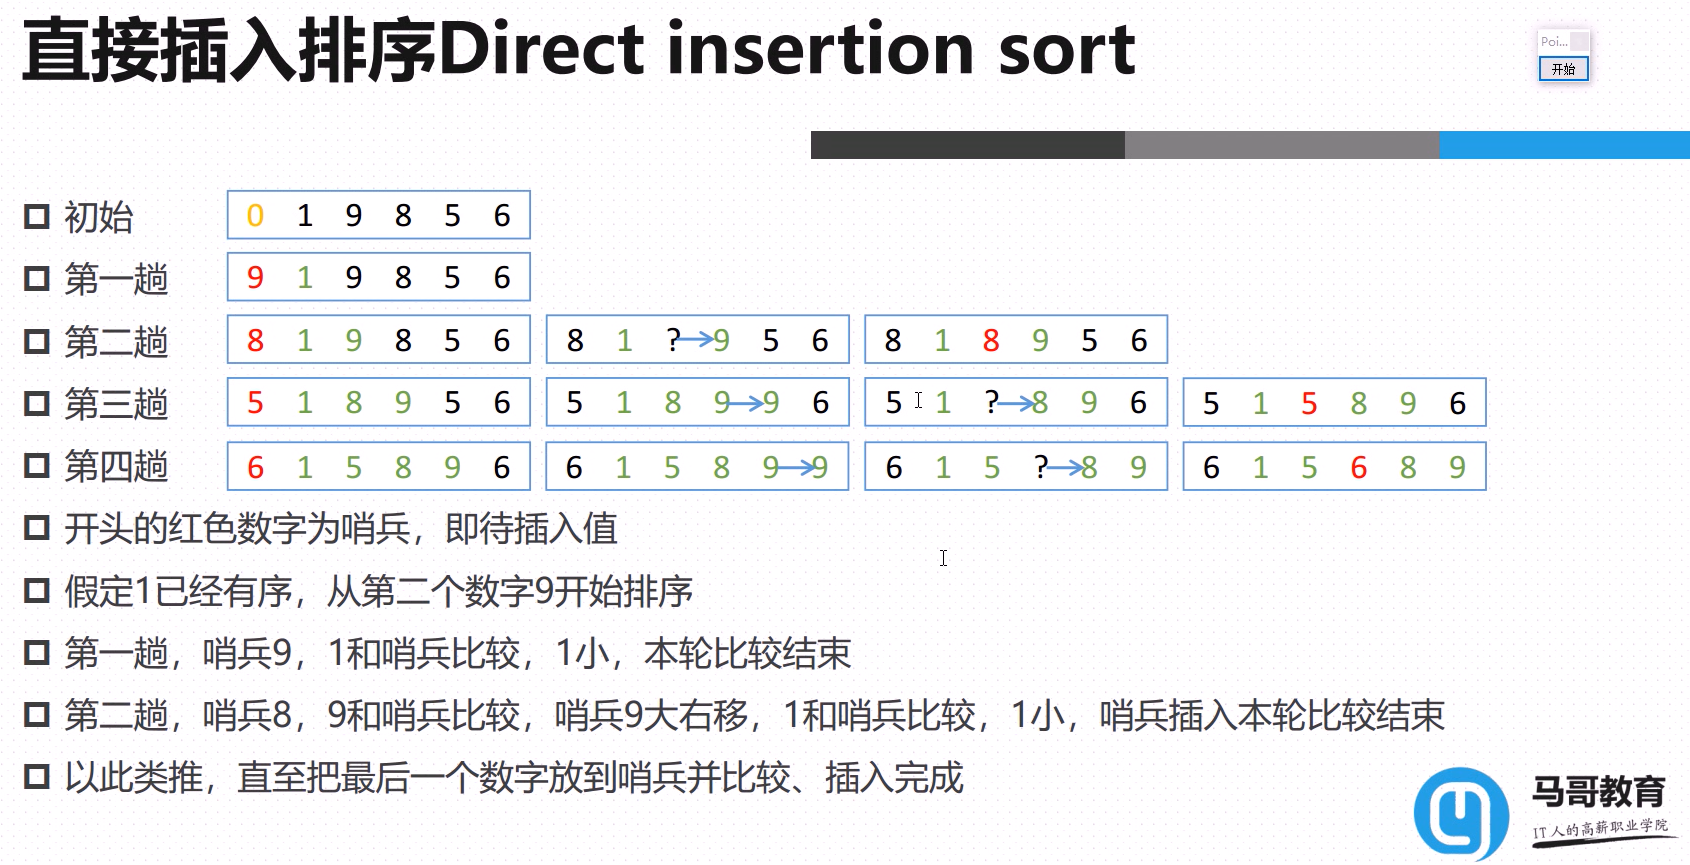 直接插入排序Direct insertion sort
Poi...
开始
初始 0 1 9 8 5 6
第一趟 9 1 9 8 5 6
第二趟 8 1 9 8 5 6 8 1 ?→9 5 6 8 1 8 9 5 6
第三趟 5 1 8 9 5 6 5 1 8 9→9 6 5 1 ?→8 9 6 5 1 5 8 9 6
第四趟 6 1 5 8 9 6 6 1 5 8 9→9 6 1 5 ?→8 9 6 1 5 6 8 9
开头的红色数字为哨兵，即待插入值
假定1已经有序，从第二个数字9开始排序
第一趟，哨兵9，1和哨兵比较，1小，本轮比较结束
第二趟，哨兵8，9和哨兵比较，哨兵9大右移，1和哨兵比较，1小，哨兵插入本轮比较结束
以此类推，直至把最后一个数字放到哨兵并比较、插入完成
马哥教育
IT人的高薪职业学院